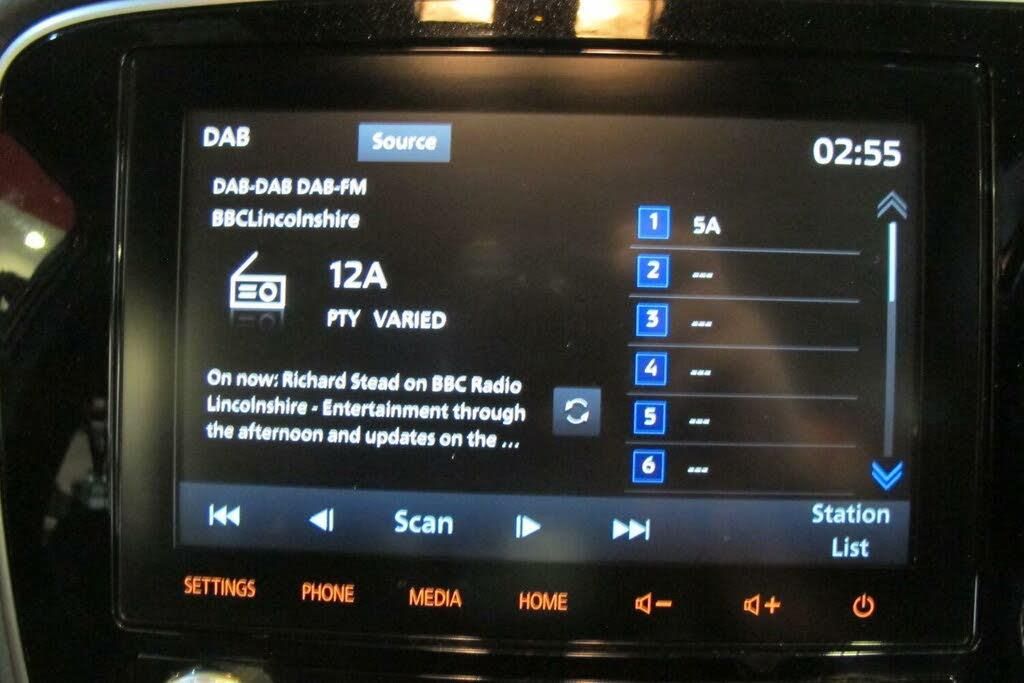 DAB
Source
02:55
DAB-DAB DAB-FM
BBCLincolnshire
12A
PTY VARIED
On now: Richard Stead on BBC Radio
Lincolnshire - Entertainment through
the afternoon and updates on the ...
1 5A
2 ---
3 ---
4 ---
5 ---
6 ---
Scan
Station
List
SETTINGS PHONE MEDIA HOME